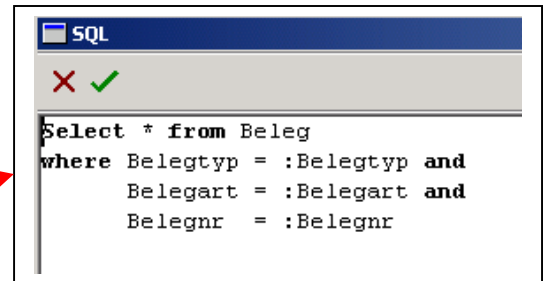 SQL
Select * from Beleg
where Belegtyp = :Belegtyp and
Belegart = :Belegart and
Belegnr = :Belegnr